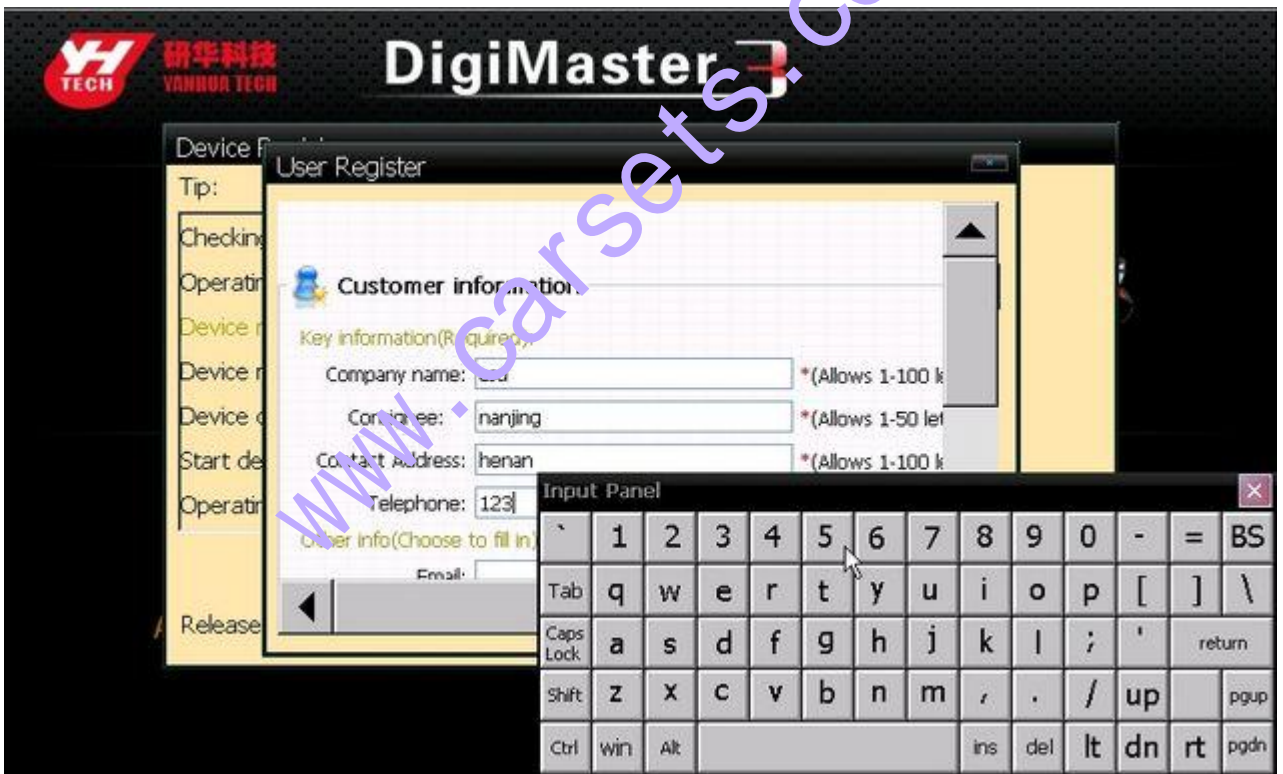 YH
TECH
研华科技
YANHUA TECH
DigiMaster 3
Device
User Register
Tip:
Checking
Operatin
Device r
Device r
Device
Start de
Operatin
Release
Customer information
Key information(Required):
Company name:
*(Allows 1-100 l
Consignee: nanjing
*(Allows 1-50 let
Contact Address: henan
*(Allows 1-100 l
Telephone: 123
Other info(Choose to fill in)
Email:
Input Panel
` 1 2 3 4 5 6 7 8 9 0 - = BS
Tab q w e r t y u i o p [ ] \
Caps Lock a s d f g h j k l ; ' return
Shift z x c v b n m , . / up pgup
Ctrl win Alt ins del lt dn rt pgdn
www.carsets.co